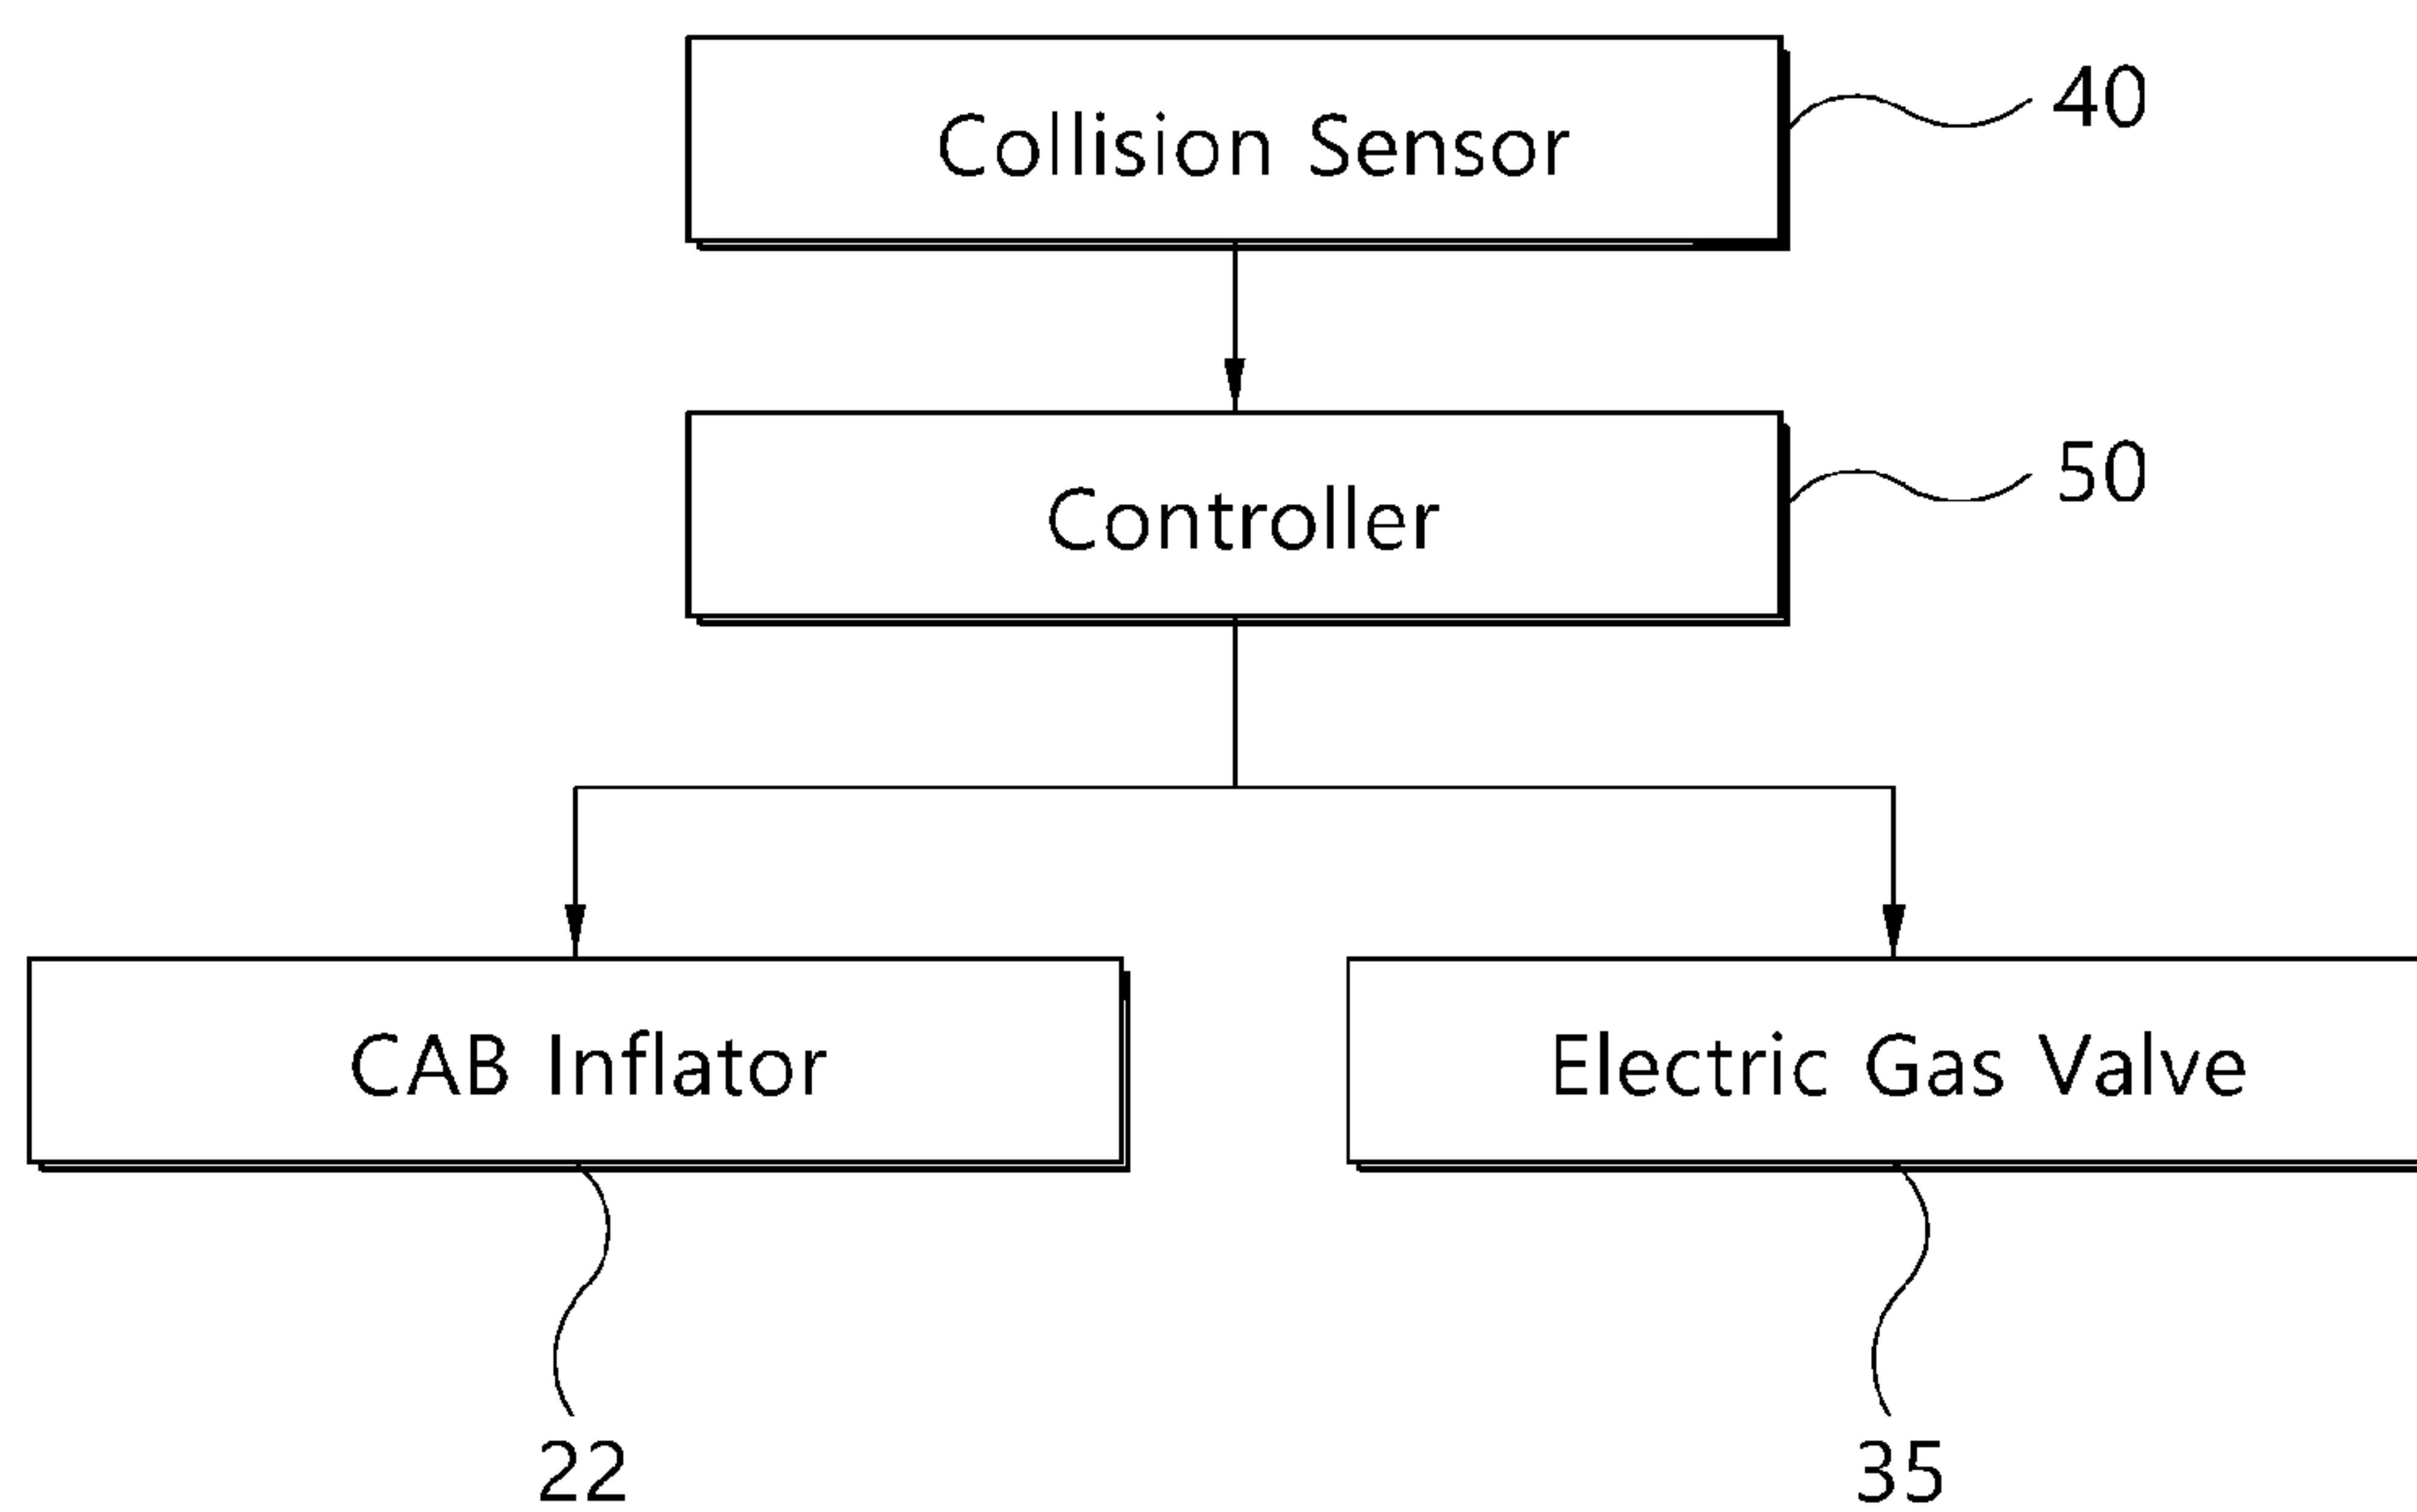 Collision Sensor
40
Controller
50
CAB Inflator
Electric Gas Valve
22
35